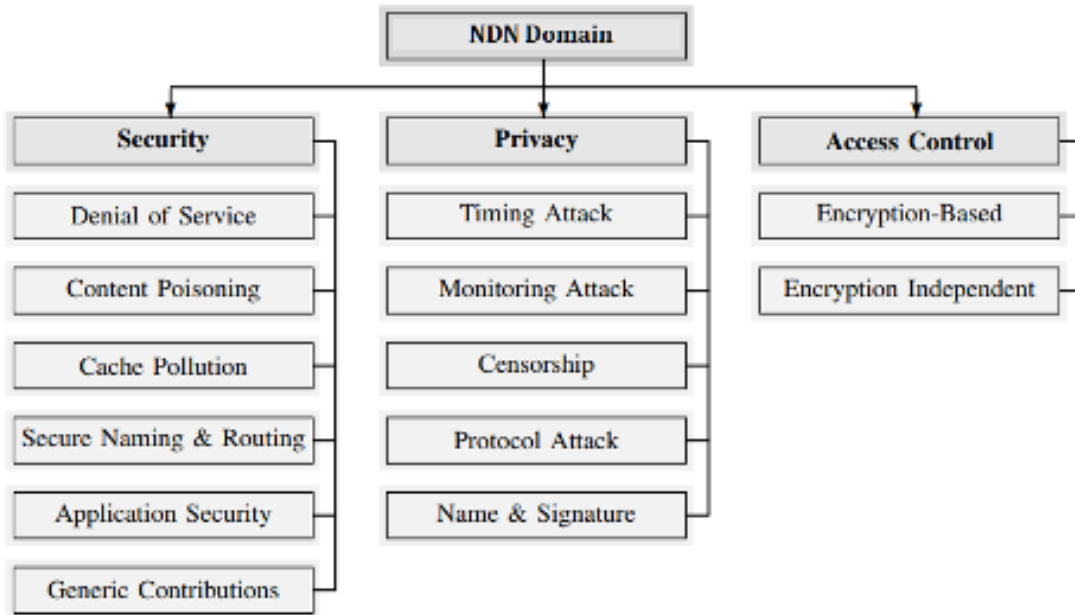 NDN Domain
Security
Denial of Service
Content Poisoning
Cache Pollution
Secure Naming & Routing
Application Security
Generic Contributions
Privacy
Timing Attack
Monitoring Attack
Censorship
Protocol Attack
Name & Signature
Access Control
Encryption-Based
Encryption Independent